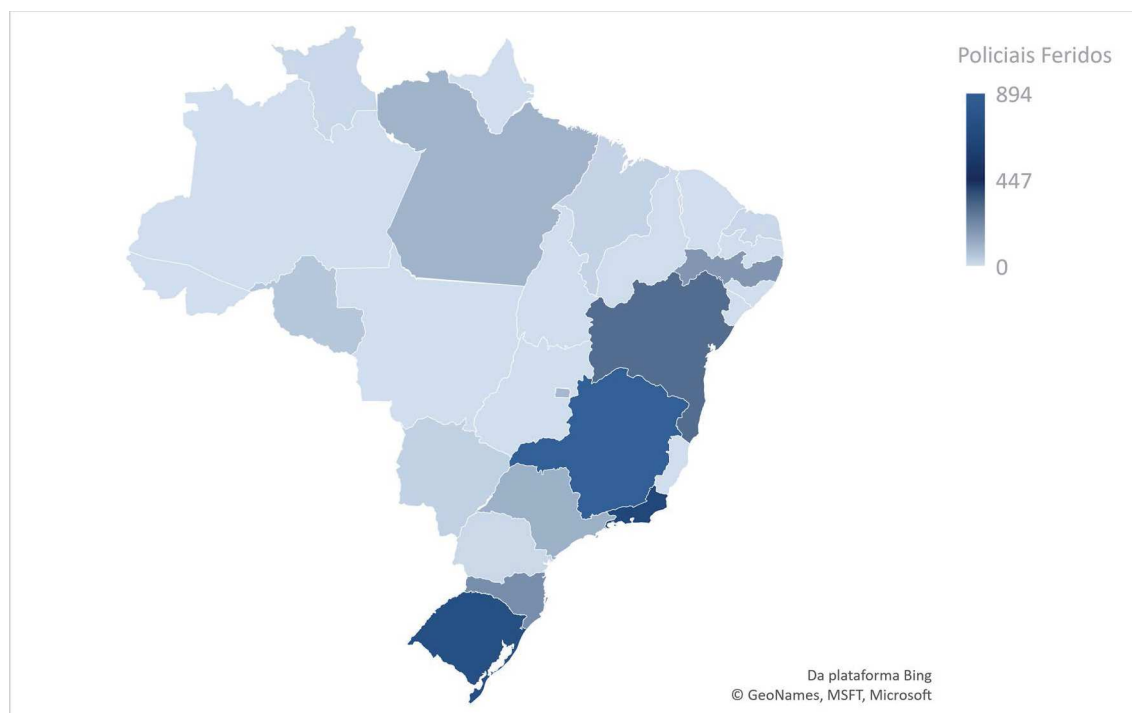 Policiais Feridos
894
447
0
Da plataforma Bing
© GeoNames, MSFT, Microsoft